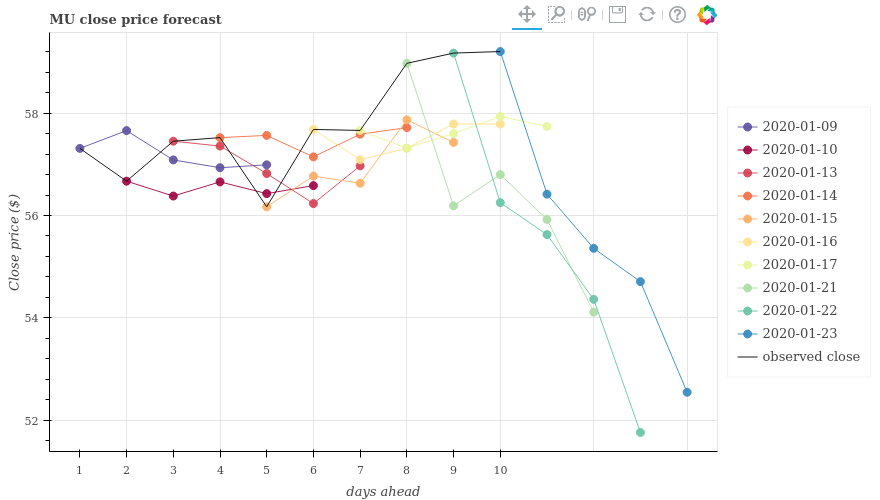 MU close price forecast
Close price ($)
58
56
54
52
1 2 3 4 5 6 7 8 9 10
days ahead
2020-01-09
2020-01-10
2020-01-13
2020-01-14
2020-01-15
2020-01-16
2020-01-17
2020-01-21
2020-01-22
2020-01-23
observed close